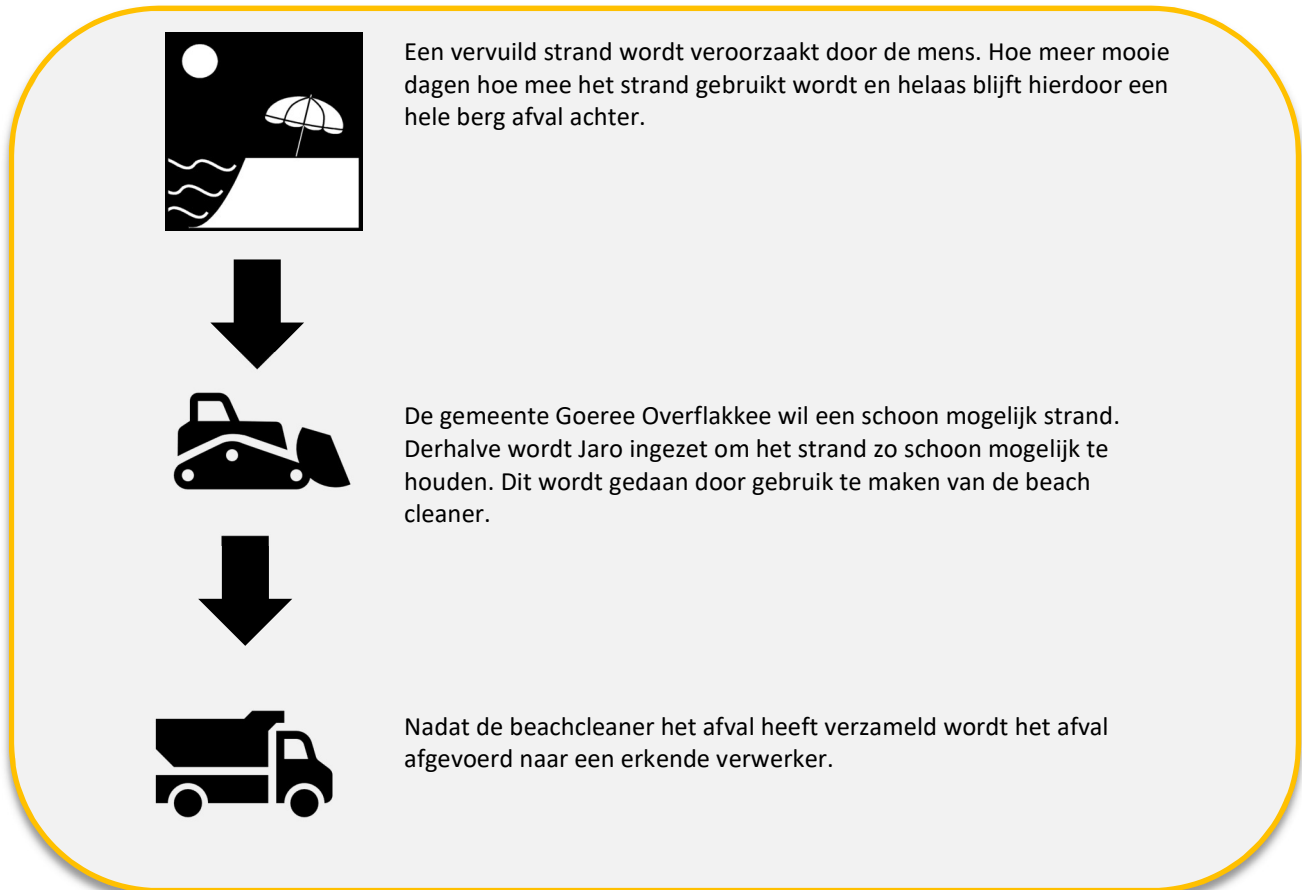 Een vervuild strand wordt veroorzaakt door de mens. Hoe meer mooie
dagen hoe mee het strand gebruikt wordt en helaas blijft hierdoor een
hele berg afval achter.
De gemeente Goeree Overflakkee wil een schoon mogelijk strand.
Derhalve wordt Jaro ingezet om het strand zo schoon mogelijk te
houden. Dit wordt gedaan door gebruik te maken van de beach
cleaner.
Nadat de beachcleaner het afval heeft verzameld wordt het afval
afgevoerd naar een erkende verwerker.